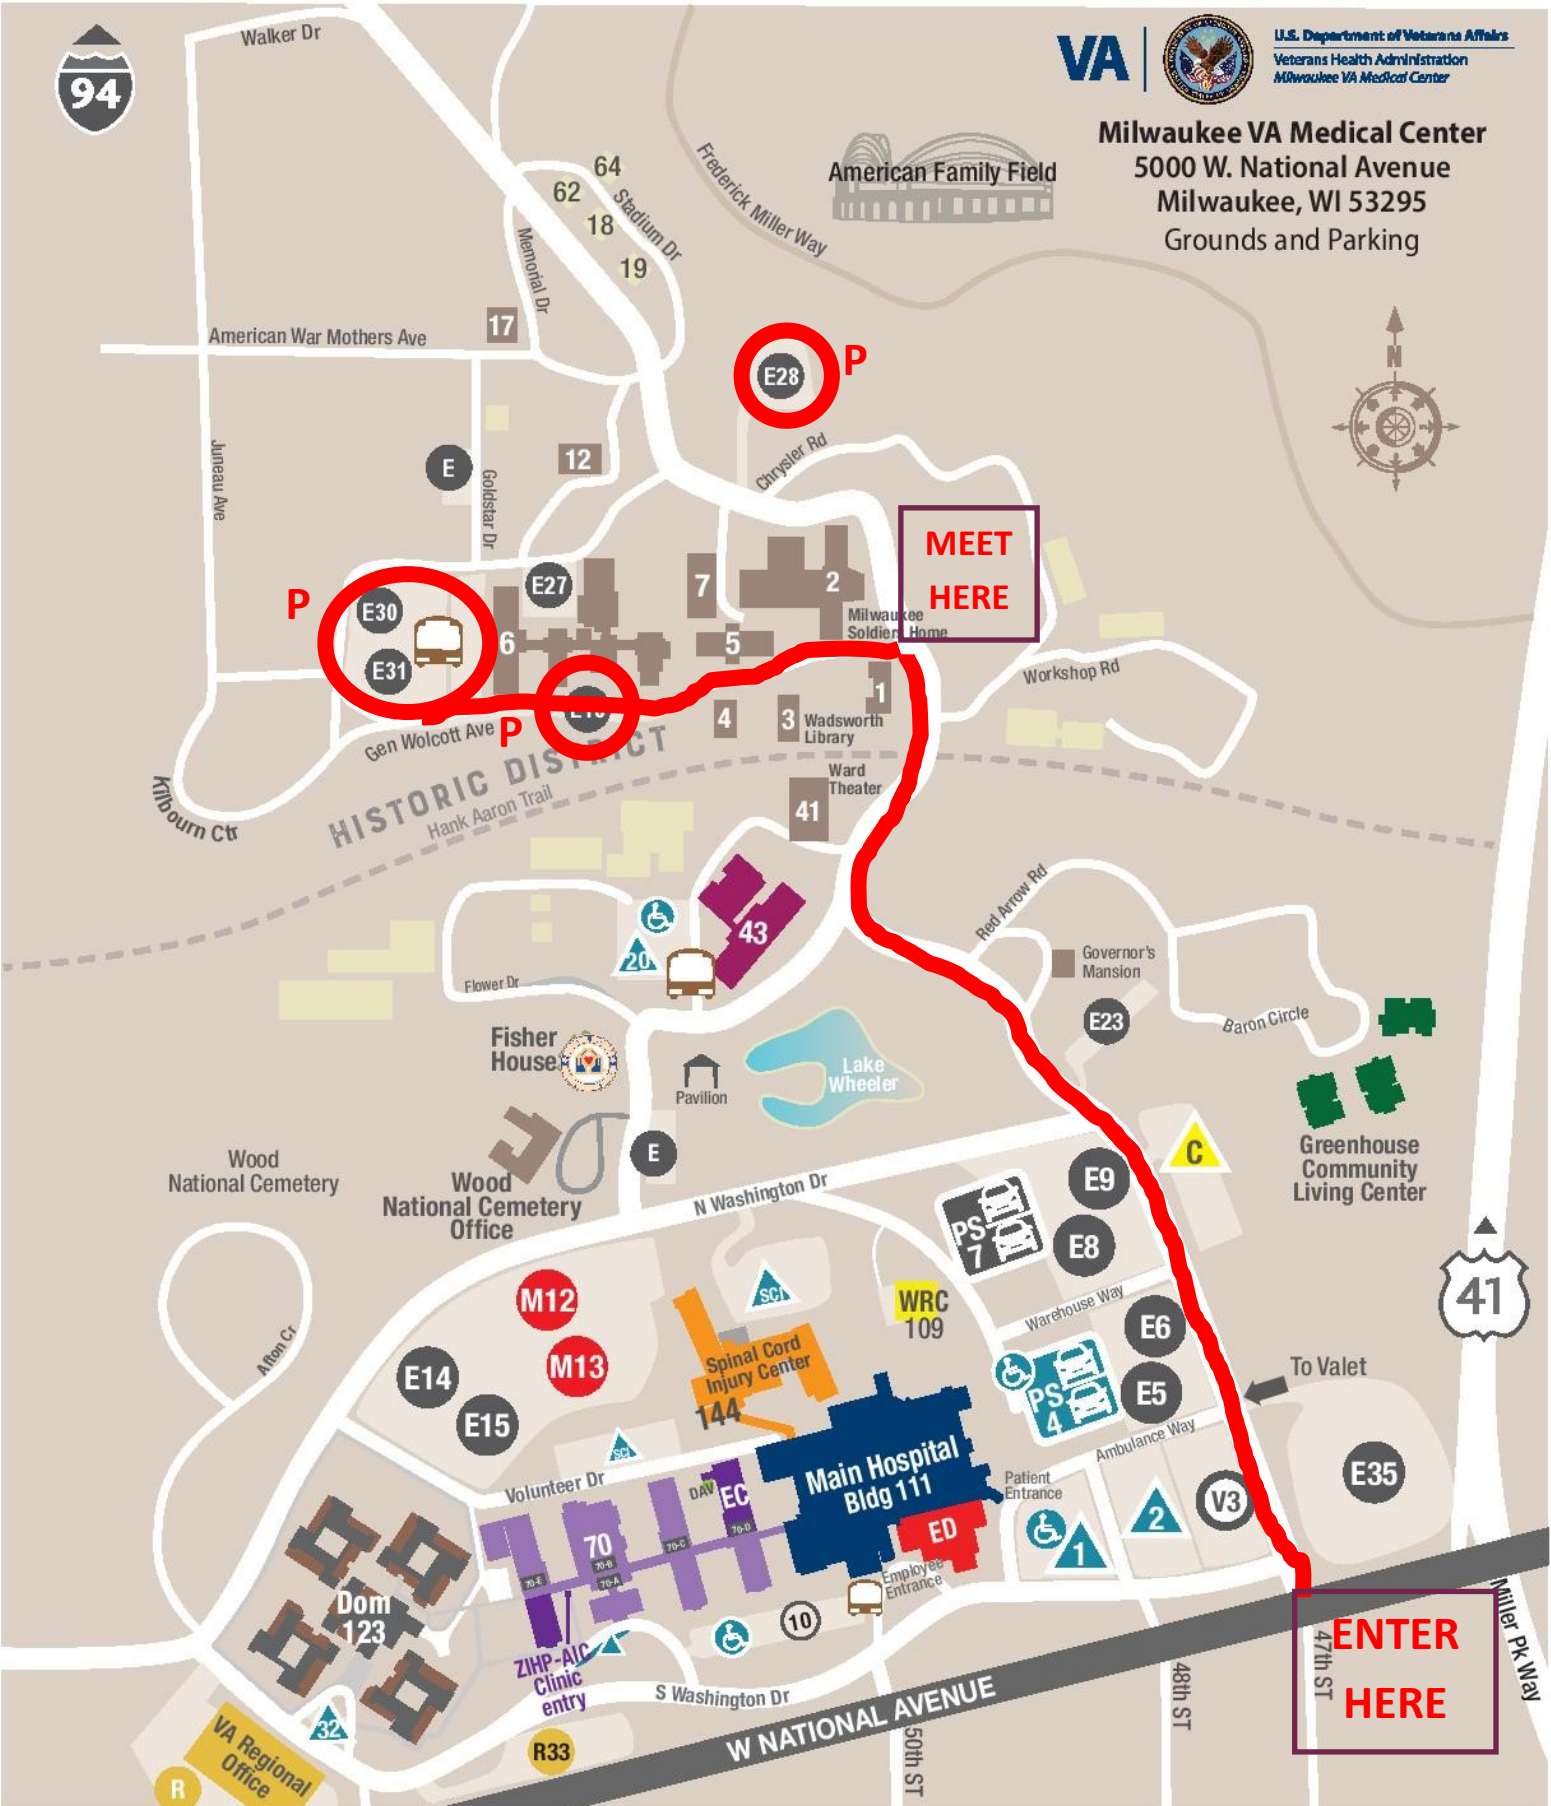 94
Walker Dr
VA
U.S. Department of Veterans Affairs
Veterans Health Administration
Milwaukee VA Medical Center
Milwaukee VA Medical Center
5000 W. National Avenue
Milwaukee, WI 53295
Grounds and Parking
American Family Field
Frederick Miller Way
64
62
18
19
Stadium Dr
Memorial Dr
17
American War Mothers Ave
N
E28
P
Juneau Ave
E
Goldstar Dr
12
Chrysler Rd
MEET
HERE
P
E30
E31
E27
6
7
2
5
Milwaukee
Soldiers Home
Workshop Rd
1
4
3
Wadsworth
Library
P
Gen Wolcott Ave
HISTORIC DISTRICT
Hank Aaron Trail
Kilbourn Ctr
Ward
Theater
41
43
20
Flower Dr
Red Arrow Rd
Governor's
Mansion
E23
Baron Circle
Fisher
House
Pavilion
Lake
Wheeler
E
C
Greenhouse
Community
Living Center
Wood
National Cemetery
Wood
National Cemetery
Office
N Washington Dr
E9
E8
PS
7
41
M12
M13
SCI
WRC
109
Warehouse Way
E6
E5
PS
4
To Valet
Afton Cr
E14
E15
Spinal Cord
Injury Center
144
SCI
Volunteer Dr
DAV
EC
Main Hospital
Bldg 111
Ambulance Way
Patient
Entrance
E35
V3
2
1
ED
70
70-E
70-B
70-A
70-C
70-D
Employee
Entrance
Dom
123
10
ZIHP-AIC
Clinic
entry
S Washington Dr
W NATIONAL AVENUE
ENTER
HERE
47th ST
48th ST
50th ST
Miller Pk Way
32
VA Regional
Office
R
R33